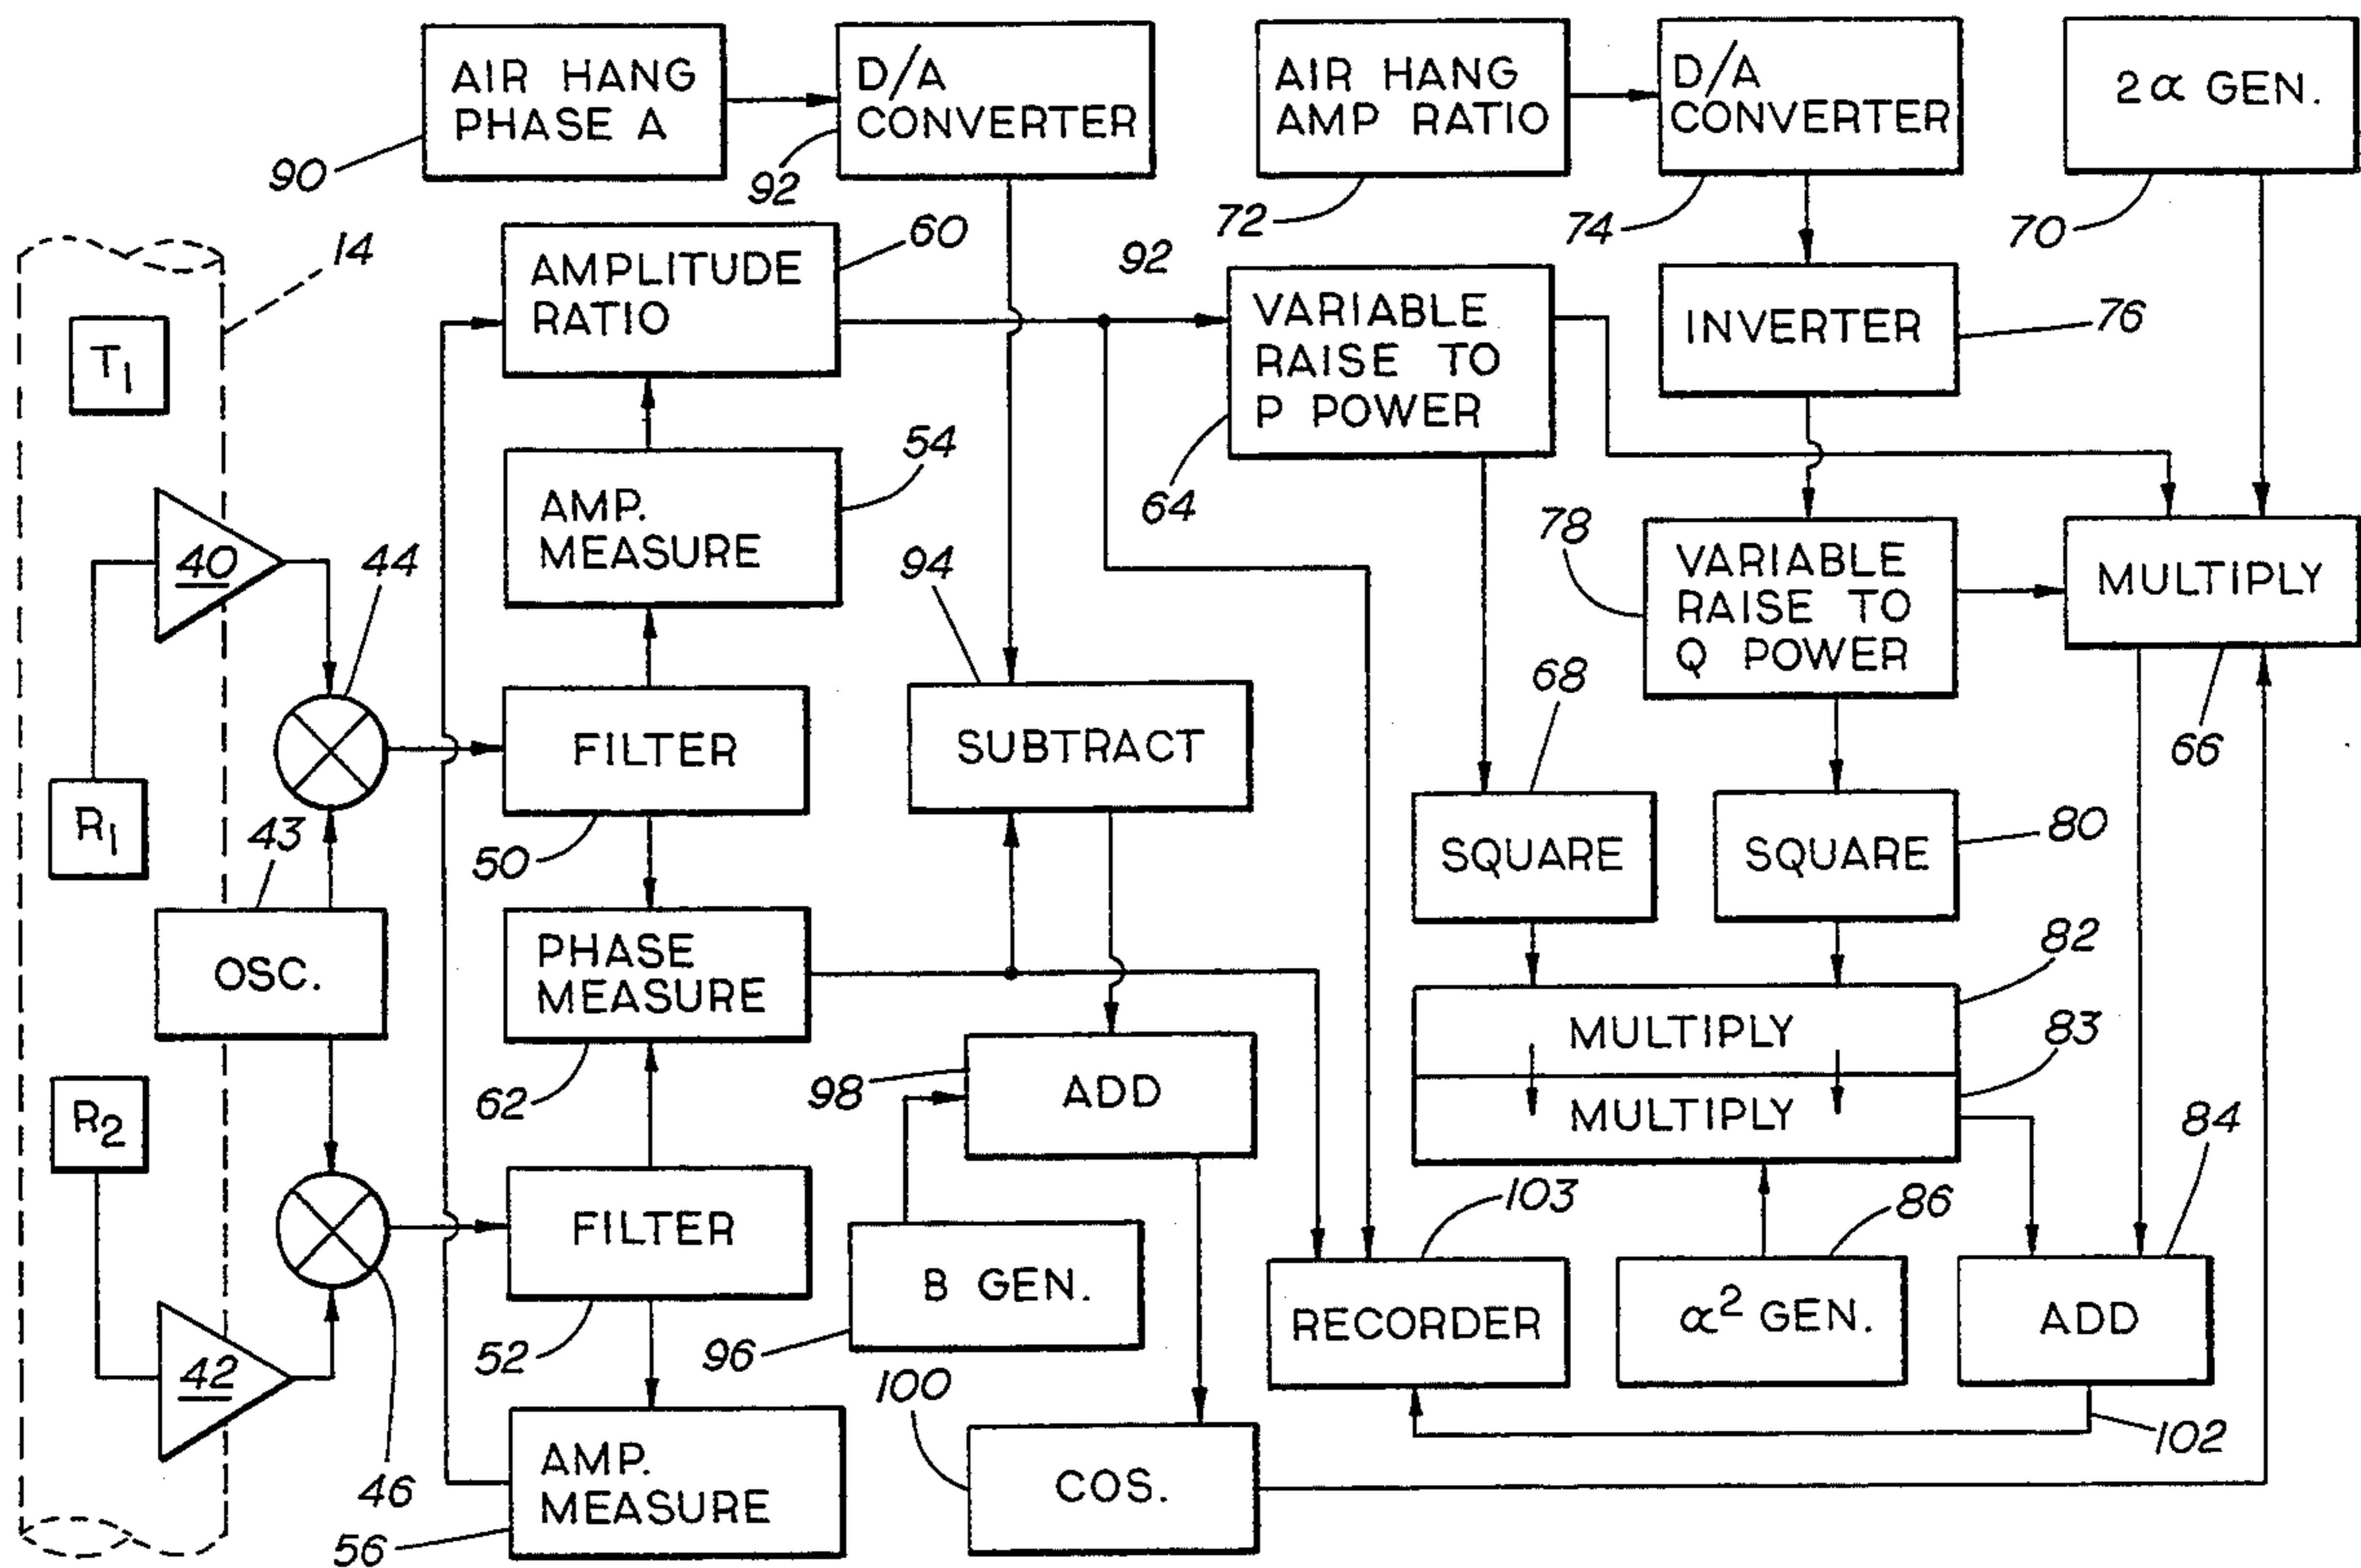 AIR HANG
PHASE A
90
D/A
CONVERTER
92
AIR HANG
AMP RATIO
72
D/A
CONVERTER
74
2α GEN.
70
14
T1
AMPLITUDE
RATIO
60
92
VARIABLE
RAISE TO
P POWER
64
INVERTER
76
AMP.
MEASURE
54
40
44
94
78
VARIABLE
RAISE TO
Q POWER
MULTIPLY
66
FILTER
50
SUBTRACT
68
SQUARE
SQUARE
80
R1
43
OSC.
PHASE
MEASURE
62
82
MULTIPLY
83
MULTIPLY
R2
98
ADD
84
46
FILTER
52
B GEN.
96
103
RECORDER
86
α² GEN.
ADD
102
42
AMP.
MEASURE
56
100
COS.